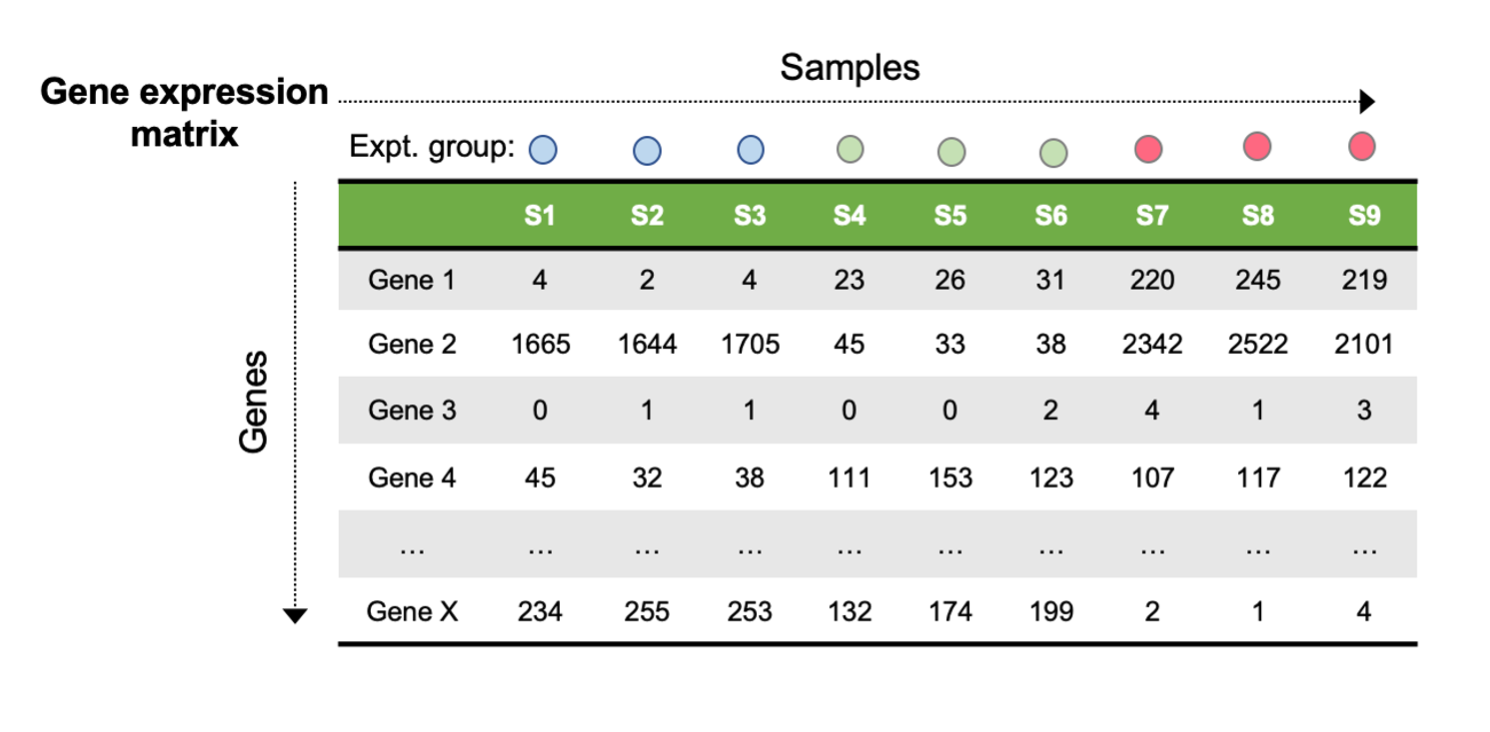 Samples
Gene expression
matrix
Expt. group:
S1 S2 S3 S4 S5 S6 S7 S8 S9
Gene 1 4 2 4 23 26 31 220 245 219
Gene 2 1665 1644 1705 45 33 38 2342 2522 2101
Gene 3 0 1 1 0 0 2 4 1 3
Gene 4 45 32 38 111 153 123 107 117 122
... ... ... ... ... ... ... ... ... ...
Gene X 234 255 253 132 174 199 2 1 4
Genes